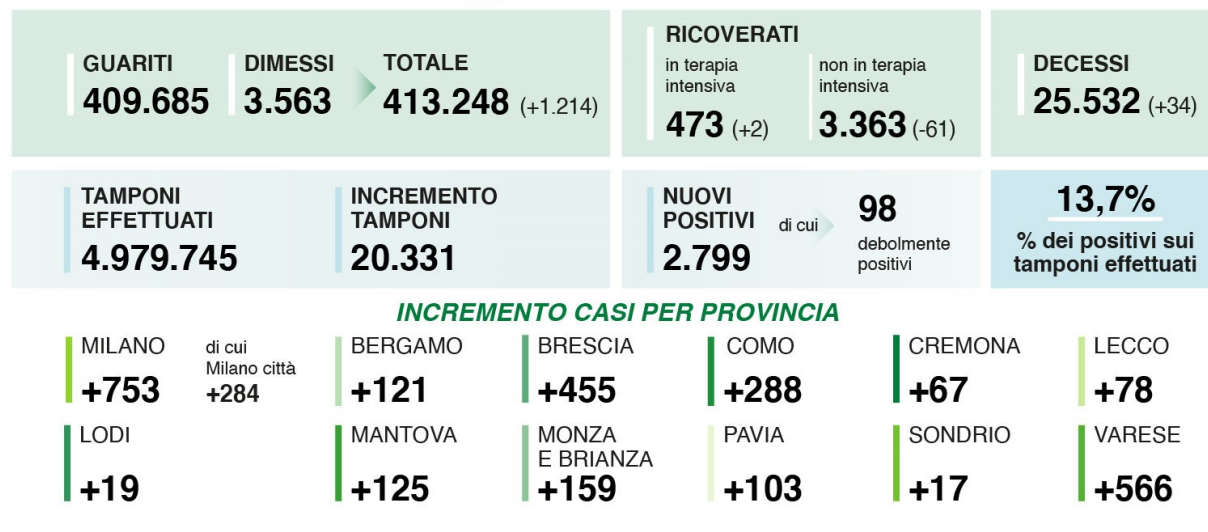 GUARITI
409.685
DIMESSI
3.563
TOTALE
413.248 (+1.214)
RICOVERATI
in terapia
intensiva
473 (+2)
non in terapia
intensiva
3.363 (-61)
DECESSI
25.532 (+34)
TAMPONI
EFFETTUATI
4.979.745
INCREMENTO
TAMPONI
20.331
NUOVI
POSITIVI
2.799
di cui
98
debolmente
positivi
13,7%
% dei positivi sui
tamponi effettuati
INCREMENTO CASI PER PROVINCIA
MILANO
+753
di cui
Milano città
+284
BERGAMO
+121
BRESCIA
+455
COMO
+288
CREMONA
+67
LECCO
+78
LODI
+19
MANTOVA
+125
MONZA
E BRIANZA
+159
PAVIA
+103
SONDRIO
+17
VARESE
+566